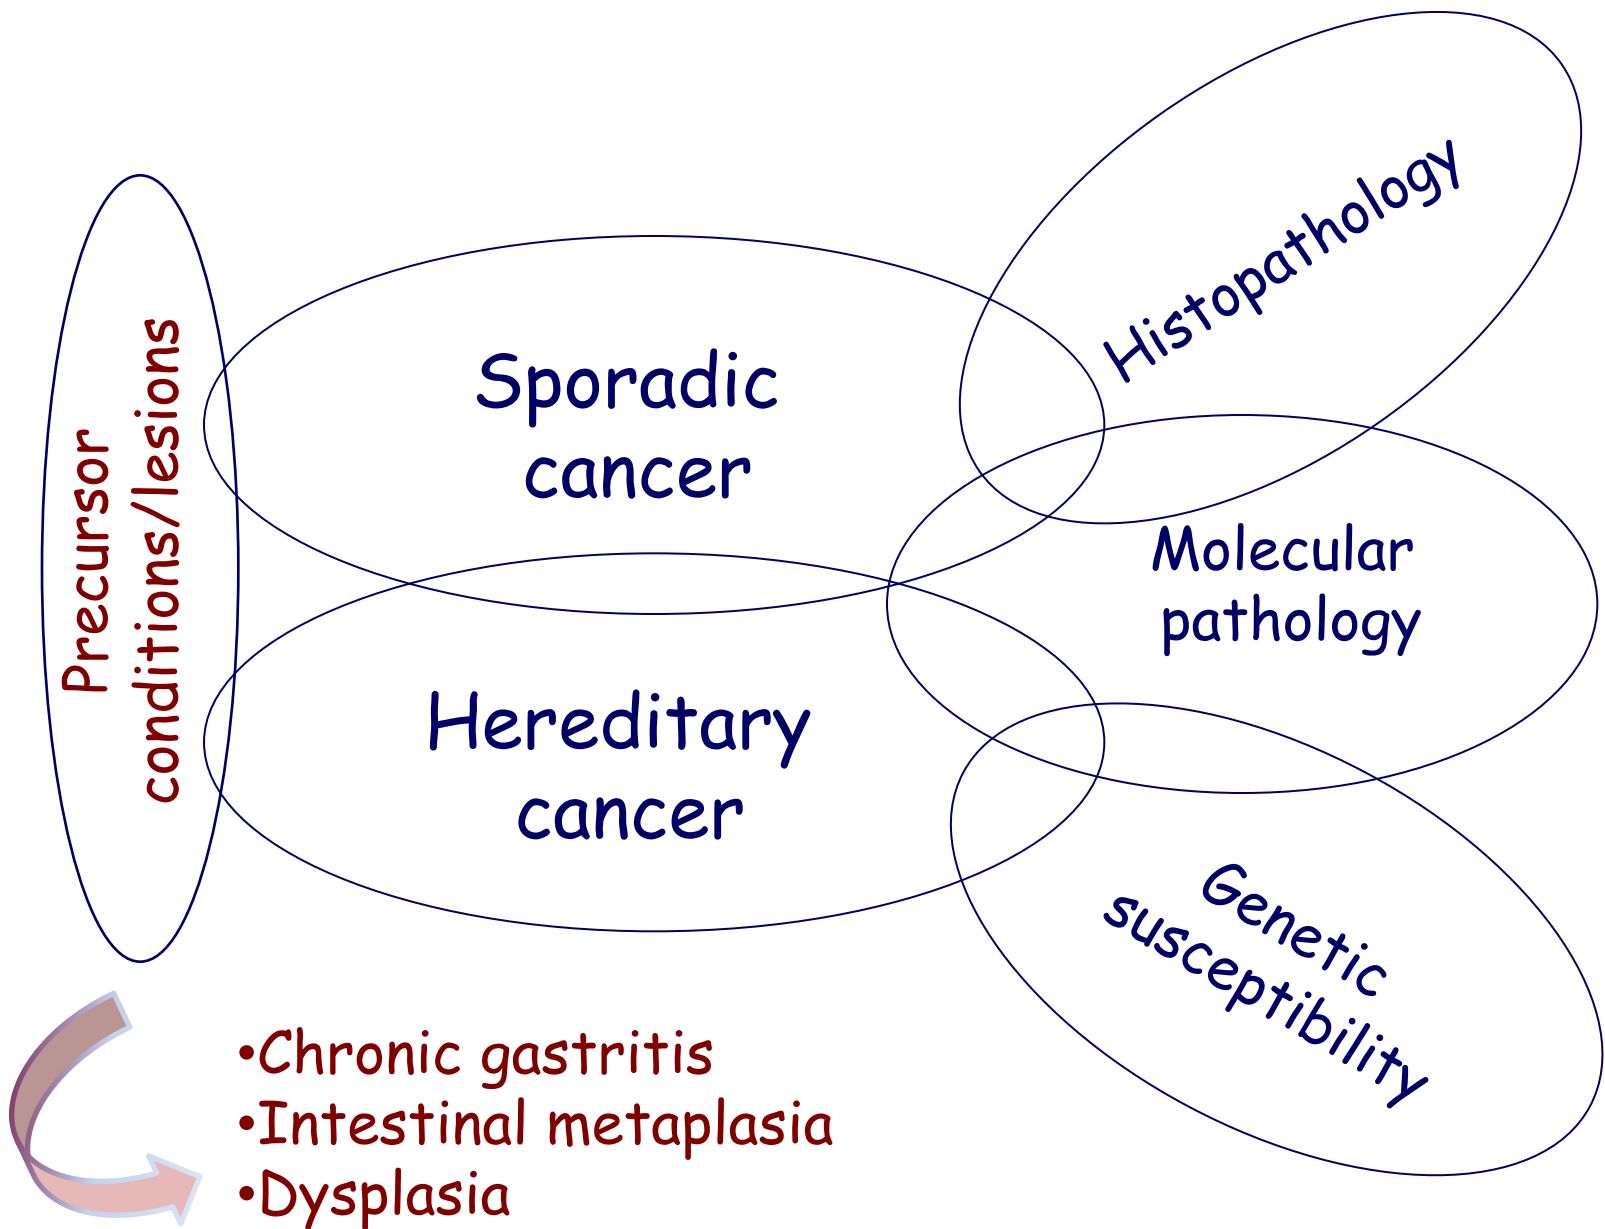 Precursor
conditions/lesions
Sporadic
cancer
Hereditary
cancer
Histopathology
Molecular
pathology
Genetic
susceptibility
•Chronic gastritis
•Intestinal metaplasia
•Dysplasia